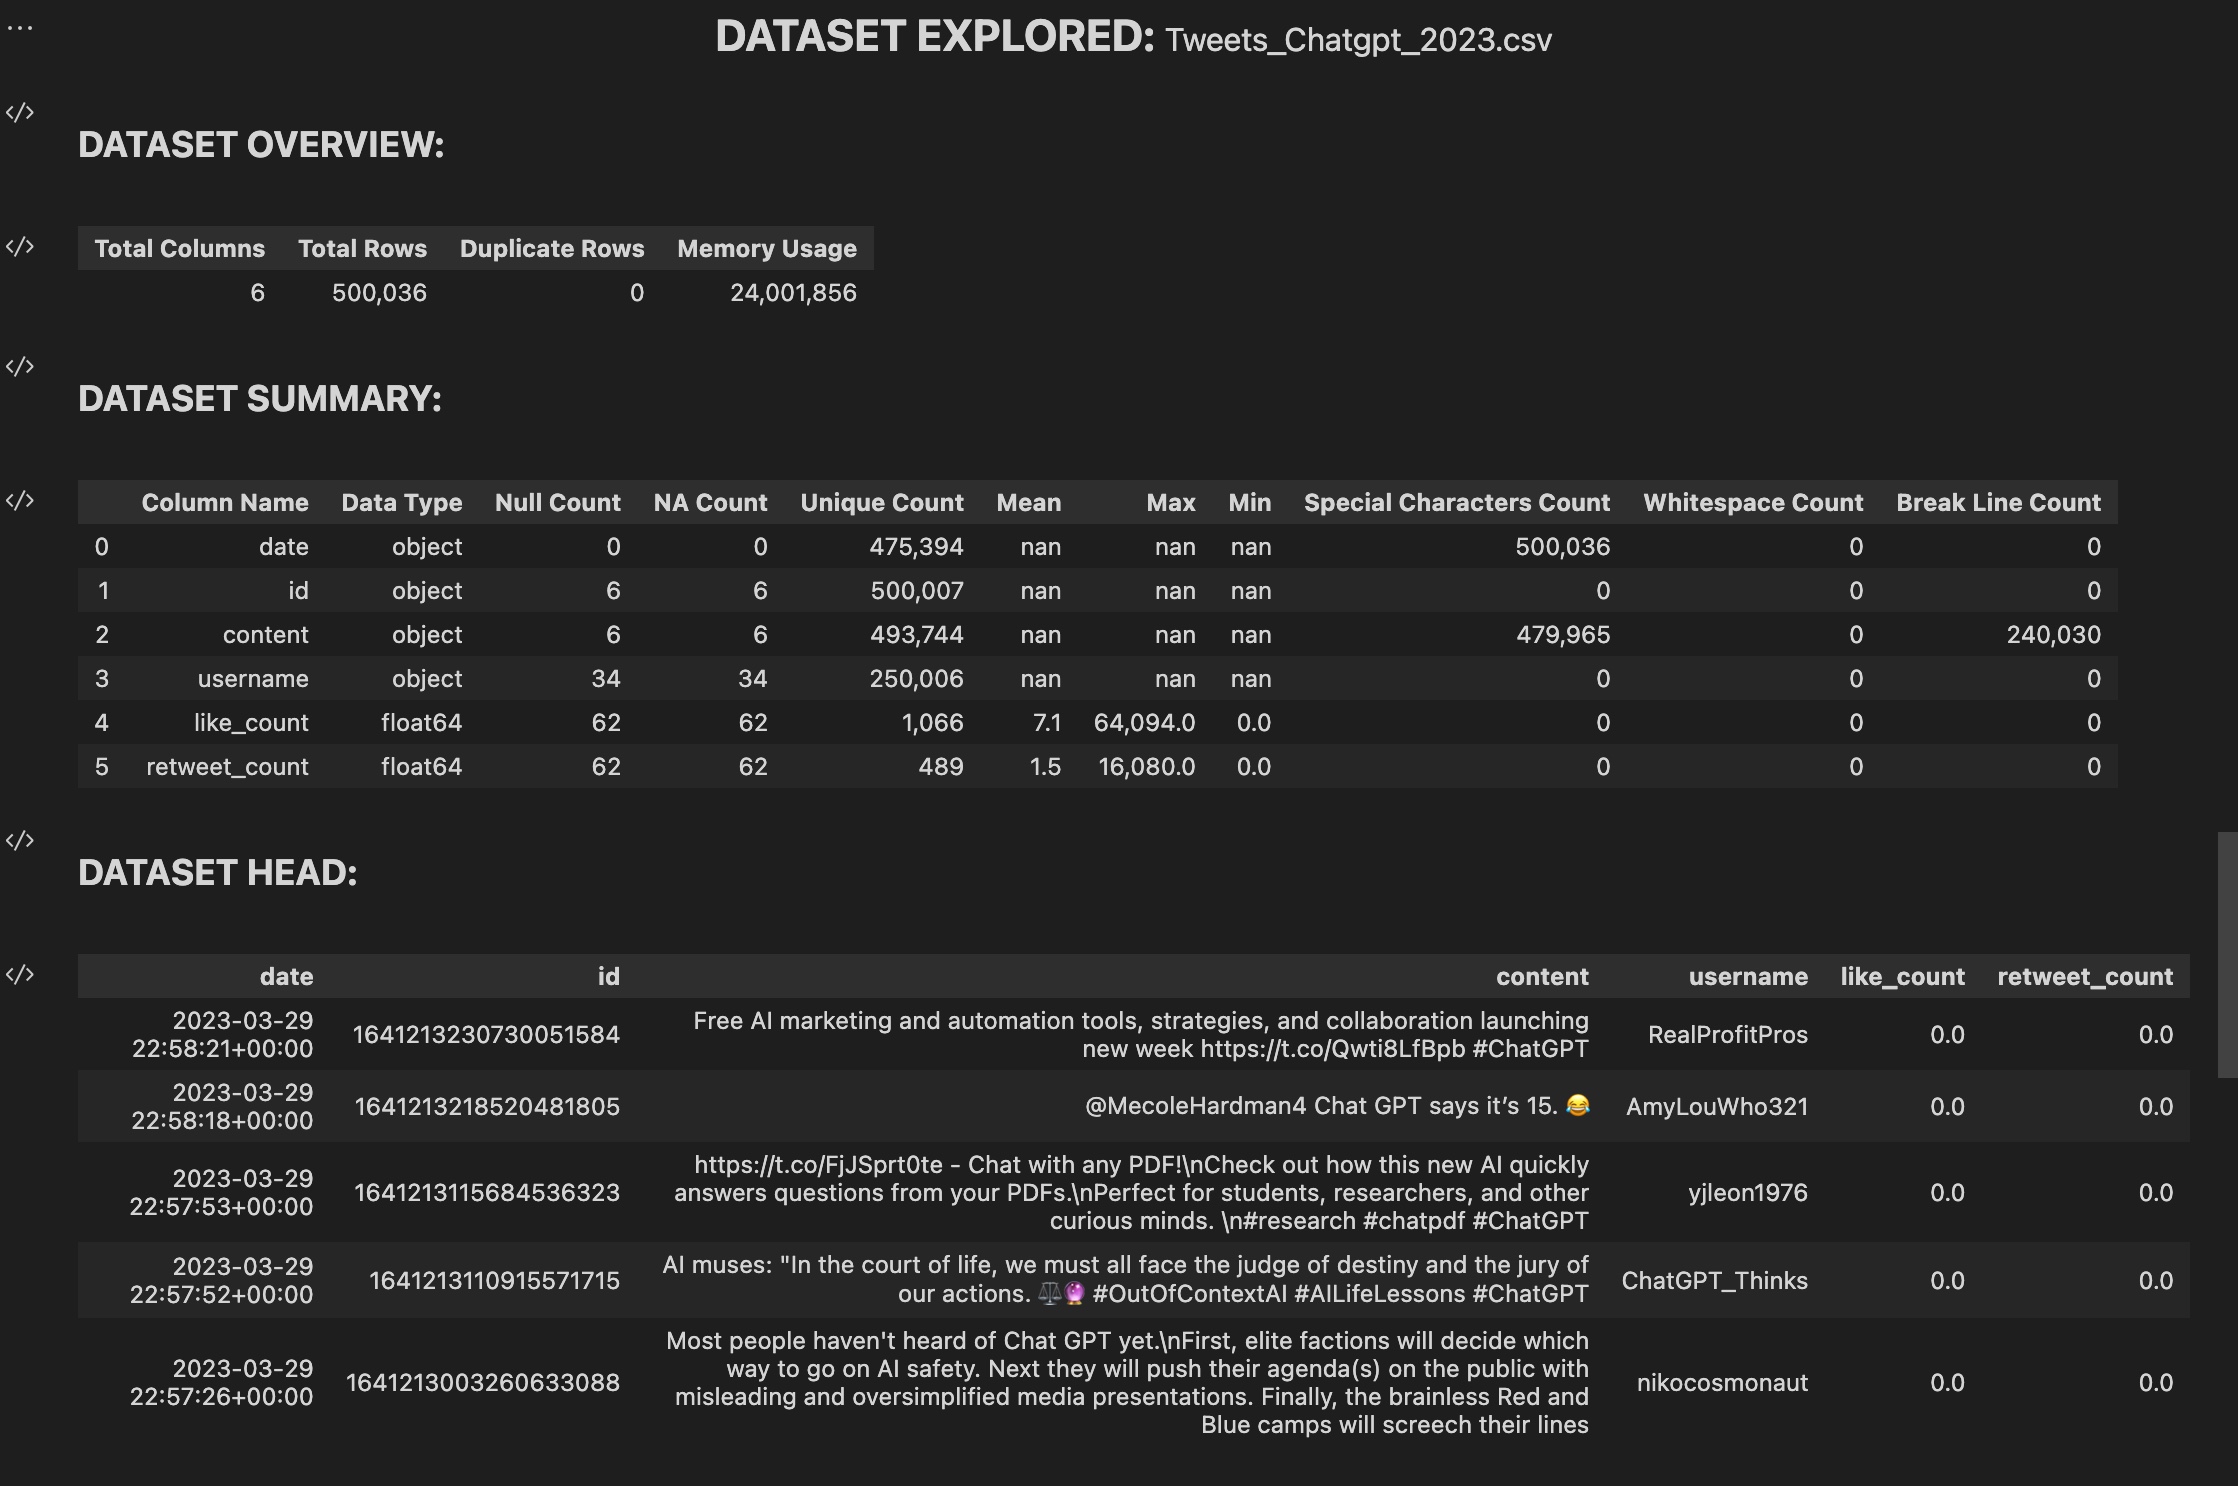 ...
DATASET EXPLORED: Tweets_Chatgpt_2023.csv
</>
DATASET OVERVIEW:
</>
Total Columns Total Rows Duplicate Rows Memory Usage
6 500,036 0 24,001,856
</>
DATASET SUMMARY:
</>
Column Name Data Type Null Count NA Count Unique Count Mean Max Min Special Characters Count Whitespace Count Break Line Count
0 date object 0 0 475,394 nan nan nan 500,036 0 0
1 id object 6 6 500,007 nan nan nan 0 0 0
2 content object 6 6 493,744 nan nan nan 479,965 0 240,030
3 username object 34 34 250,006 nan nan nan 0 0 0
4 like_count float64 62 62 1,066 7.1 64,094.0 0.0 0 0 0
5 retweet_count float64 62 62 489 1.5 16,080.0 0.0 0 0 0
</>
DATASET HEAD:
</>
date id content username like_count retweet_count
2023-03-29
22:58:21+00:00
1641213230730051584
Free AI marketing and automation tools, strategies, and collaboration launching
new week https://t.co/Qwti8LfBpb #ChatGPT
RealProfitPros 0.0 0.0
2023-03-29
22:58:18+00:00
1641213218520481805
@MecoleHardman4 Chat GPT says it’s 15. 😂
AmyLouWho321 0.0 0.0
2023-03-29
22:57:53+00:00
1641213115684536323
https://t.co/FjJSprt0te - Chat with any PDF!\nCheck out how this new AI quickly
answers questions from your PDFs.\nPerfect for students, researchers, and other
curious minds. \n#research #chatpdf #ChatGPT
yjleon1976 0.0 0.0
2023-03-29
22:57:52+00:00
1641213110915571715
AI muses: "In the court of life, we must all face the judge of destiny and the jury of
our actions. ⚖️🔮 #OutOfContextAI #AILifeLessons #ChatGPT
ChatGPT_Thinks 0.0 0.0
2023-03-29
22:57:26+00:00
1641213003260633088
Most people haven't heard of Chat GPT yet.\nFirst, elite factions will decide which
way to go on AI safety. Next they will push their agenda(s) on the public with
misleading and oversimplified media presentations. Finally, the brainless Red and
Blue camps will screech their lines
nikocosmonaut 0.0 0.0